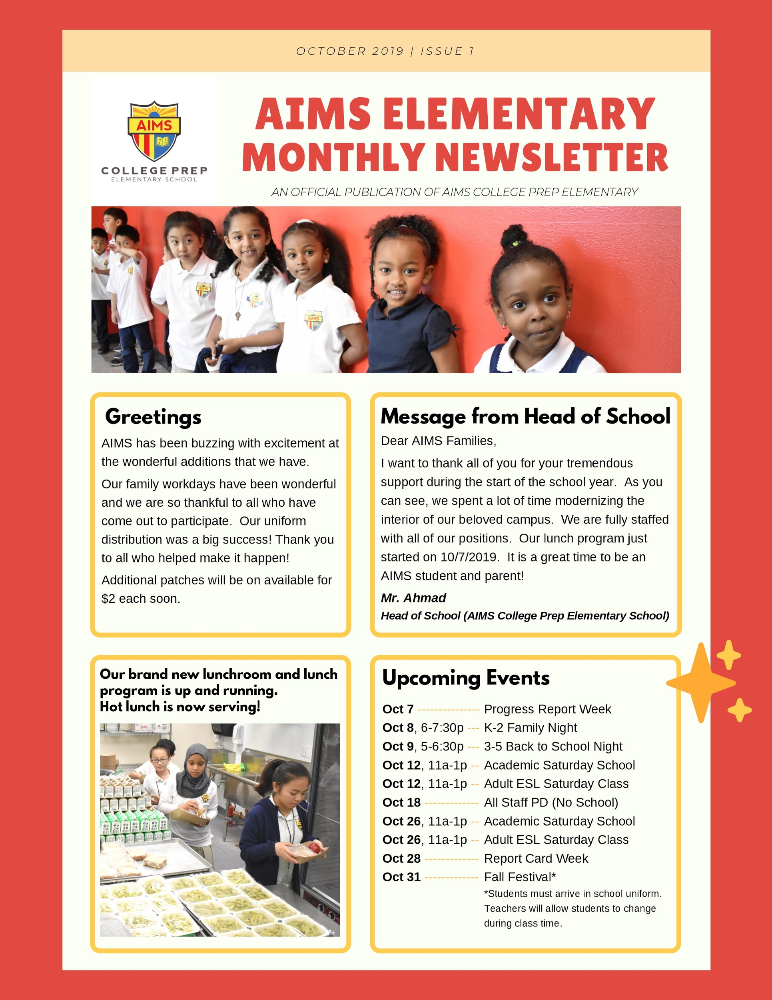 OCTOBER 2019 | ISSUE 1
AIMS
COLLEGE PREP
ELEMENTARY SCHOOL
AIMS ELEMENTARY
MONTHLY NEWSLETTER
AN OFFICIAL PUBLICATION OF AIMS COLLEGE PREP ELEMENTARY
AIMS
AIMS
AIMS
Greetings
AIMS has been buzzing with excitement at
the wonderful additions that we have.
Our family workdays have been wonderful
and we are so thankful to all who have
come out to participate.  Our uniform
distribution was a big success! Thank you
to all who helped make it happen!
Additional patches will be on available for
$2 each soon.
Message from Head of School
Dear AIMS Families,
I want to thank all of you for your tremendous
support during the start of the school year.  As you
can see, we spent a lot of time modernizing the
interior of our beloved campus.  We are fully staffed
with all of our positions.  Our lunch program just
started on 10/7/2019.  It is a great time to be an
AIMS student and parent!
Mr. Ahmad
Head of School (AIMS College Prep Elementary School)
Our brand new lunchroom and lunch
program is up and running.
Hot lunch is now serving!
Upcoming Events
Oct 7 --------------- Progress Report Week
Oct 8, 6-7:30p --- K-2 Family Night
Oct 9, 5-6:30p --- 3-5 Back to School Night
Oct 12, 11a-1p -- Academic Saturday School
Oct 12, 11a-1p -- Adult ESL Saturday Class
Oct 18 ------------- All Staff PD (No School)
Oct 26, 11a-1p -- Academic Saturday School
Oct 26, 11a-1p -- Adult ESL Saturday Class
Oct 28 ------------- Report Card Week
Oct 31 ------------- Fall Festival*
*Students must arrive in school uniform.
Teachers will allow students to change
during class time.